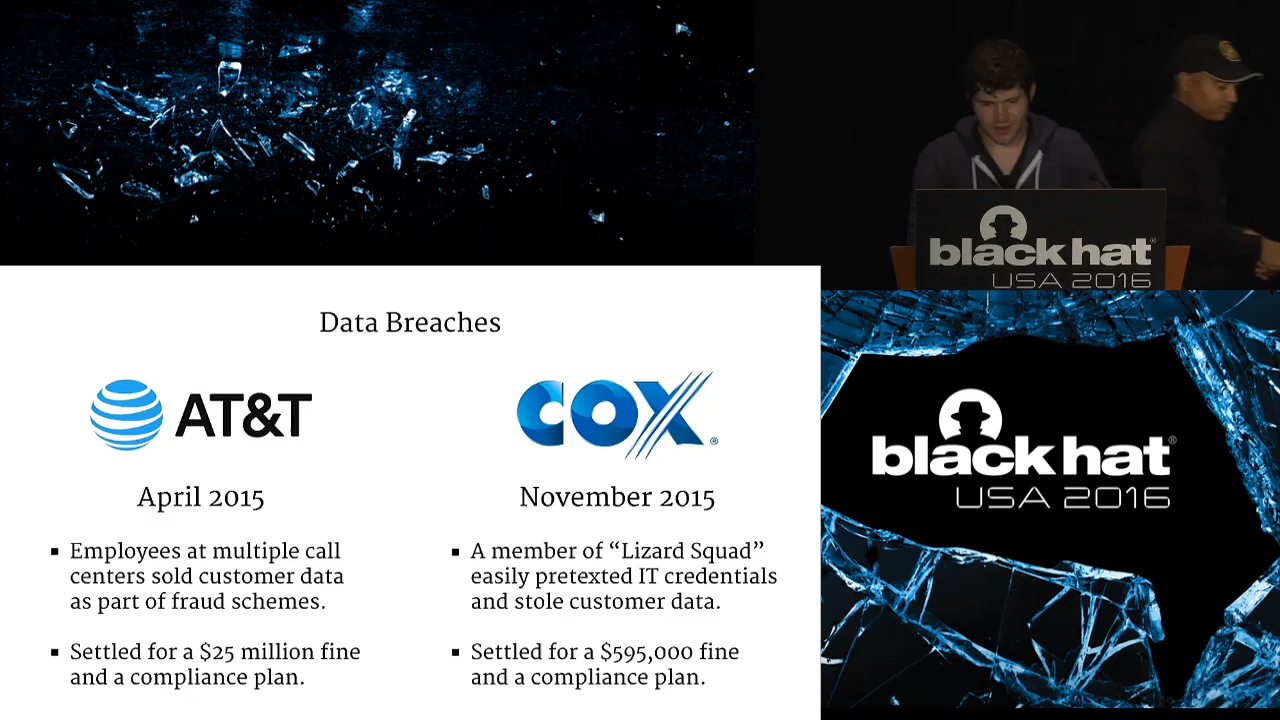 black hat®
USA 2016
Data Breaches
AT&T
COX®
April 2015
November 2015
▪ Employees at multiple call
centers sold customer data
as part of fraud schemes.
▪ Settled for a $25 million fine
and a compliance plan.
▪ A member of “Lizard Squad”
easily pretexted IT credentials
and stole customer data.
▪ Settled for a $595,000 fine
and a compliance plan.
black hat®
USA 2016